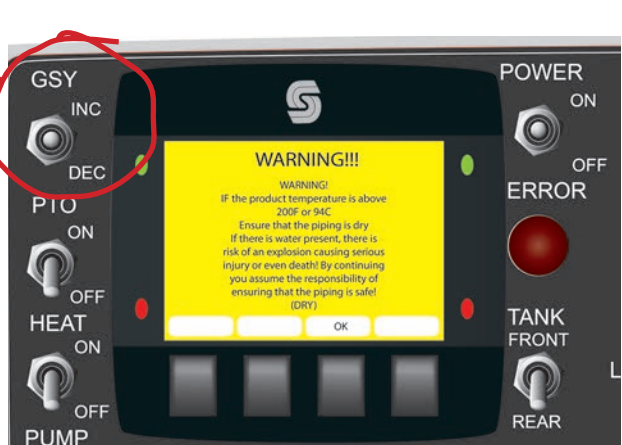 GSY
INC
DEC
PTO
ON
OFF
HEAT
ON
OFF
PUMP
WARNING!!!
WARNING!
IF the product temperature is above
200F or 94C
Ensure that the piping is dry
If there is water present, there is
risk of an explosion causing serious
injury or even death! By continuing
you assume the responsibility of
ensuring that the piping is safe!
(DRY)
OK
POWER
ON
OFF
ERROR
TANK
FRONT
REAR
L